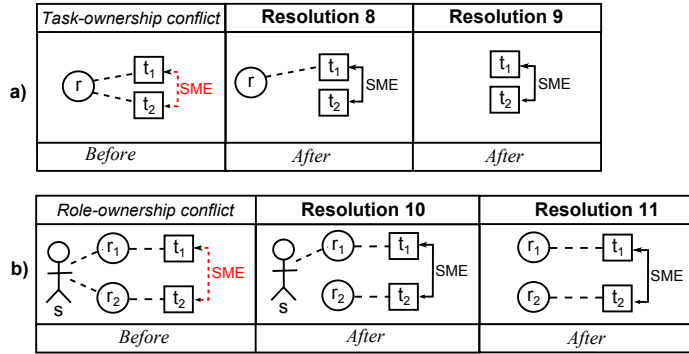 Task-ownership conflict Resolution 8 Resolution 9
a) r t1 t2 SME r t1 t2 SME t1 t2 SME
Before After After
Role-ownership conflict Resolution 10 Resolution 11
b) s r1 t1 r2 t2 SME s r1 t1 r2 t2 SME r1 t1 r2 t2 SME
Before After After